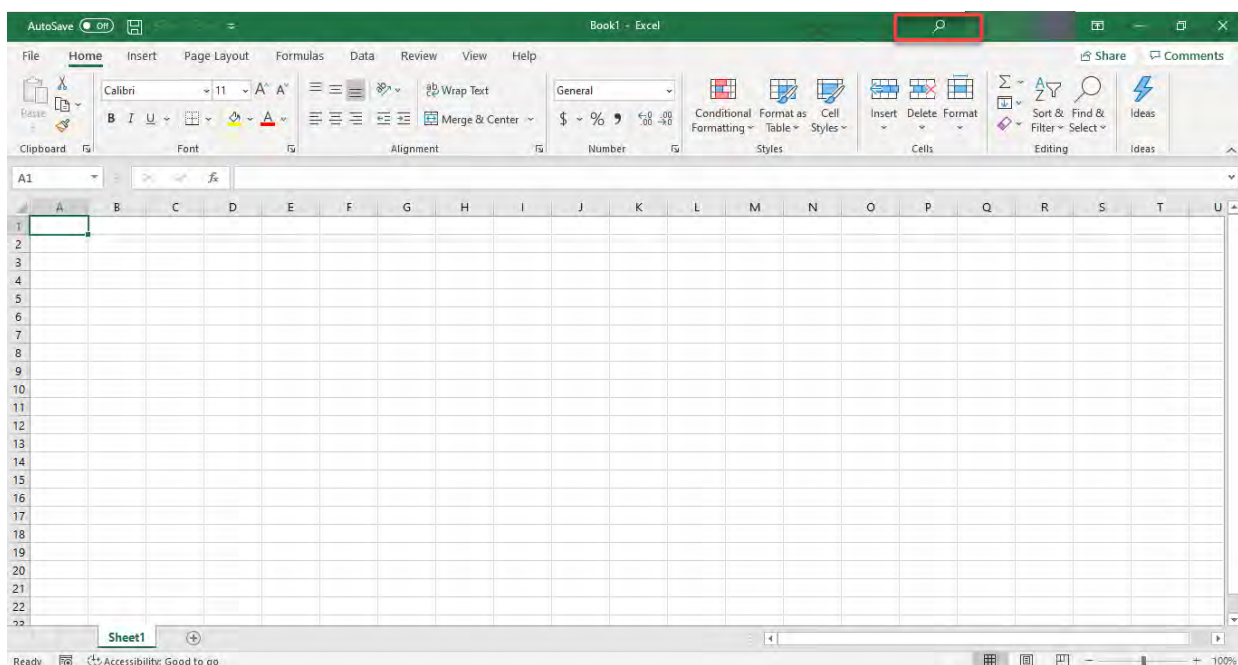 AutoSave Off Book1 - Excel
File Home Insert Page Layout Formulas Data Review View Help Share Comments
Calibri 11 A^ A˅ ab Wrap Text General Σ
Paste B I U A Merge & Center $ % 9 Conditional Formatting Format as Table Cell Styles Insert Delete Format Sort & Filter Find & Select Ideas
Clipboard Font Alignment Number Styles Cells Editing Ideas
A1 fx
A B C D E F G H I J K L M N O P Q R S T U
1
2
3
4
5
6
7
8
9
10
11
12
13
14
15
16
17
18
19
20
21
22
23
Sheet1
Ready Accessibility: Good to go 100%